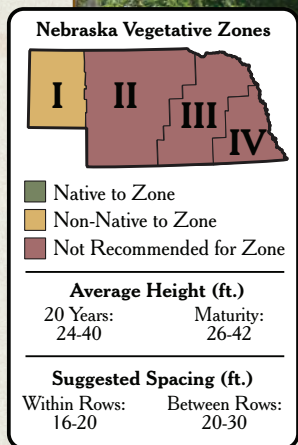 Nebraska Vegetative Zones
I II III IV
Native to Zone
Non-Native to Zone
Not Recommended for Zone
Average Height (ft.)
20 Years: Maturity:
24-40 26-42
Suggested Spacing (ft.)
Within Rows: Between Rows:
16-20 20-30